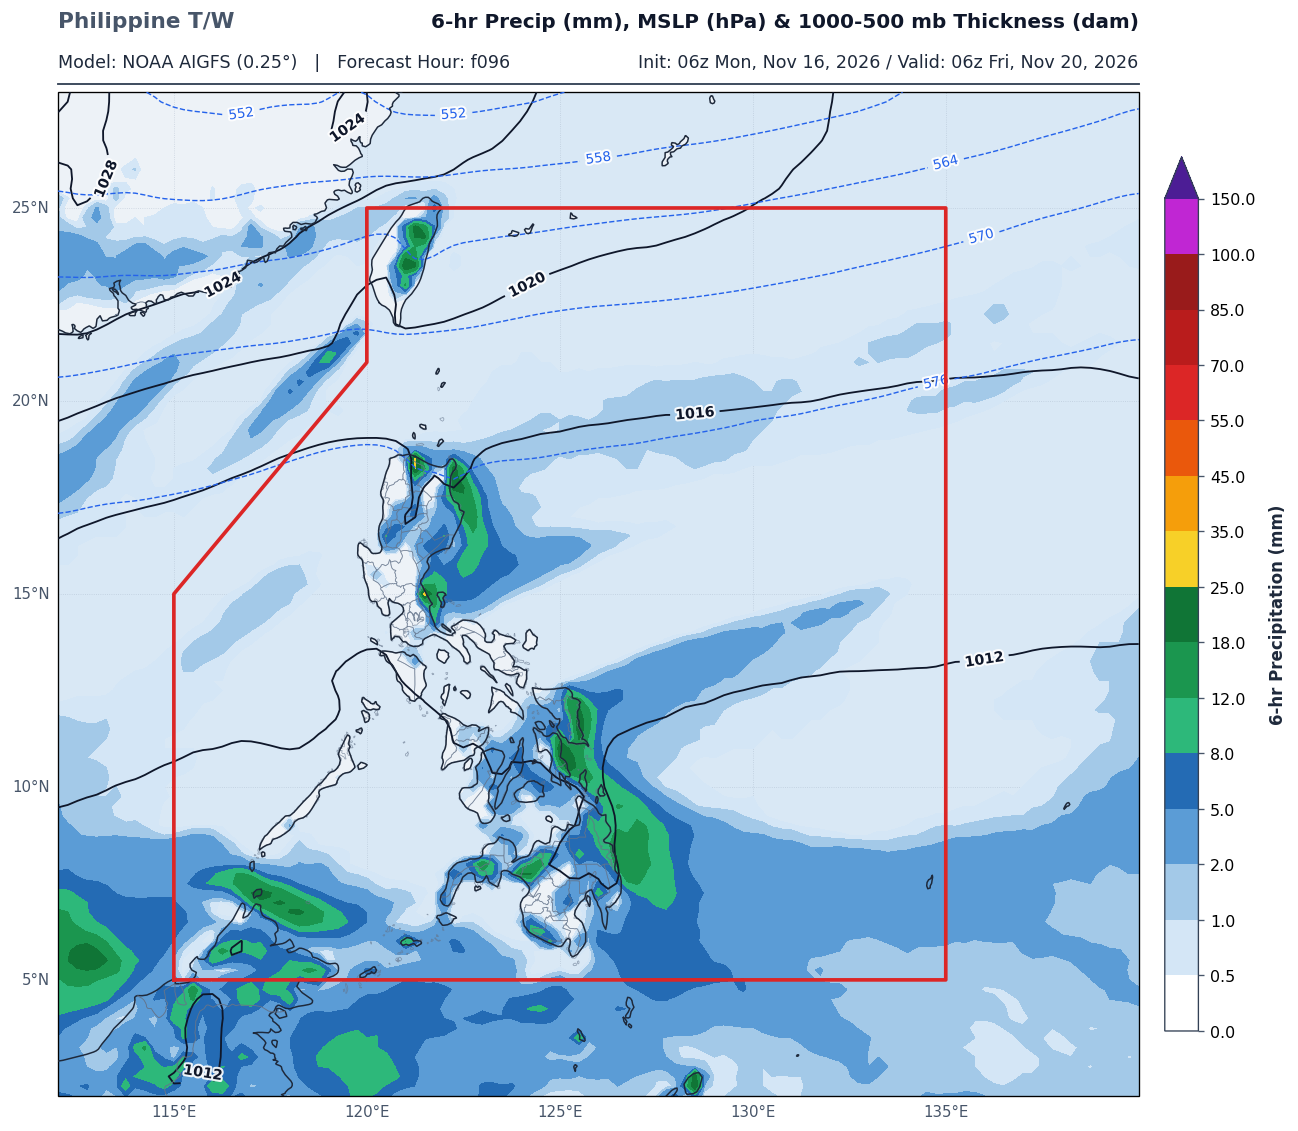 Philippine T/W
6-hr Precip (mm), MSLP (hPa) & 1000-500 mb Thickness (dam)
Model: NOAA AIGFS (0.25°) | Forecast Hour: f096
Init: 06z Mon, Nov 16, 2026 / Valid: 06z Fri, Nov 20, 2026
552
552
1024
558
564
1028
570
1024
1020
576
1016
1012
1012
25°N
20°N
15°N
10°N
5°N
115°E
120°E
125°E
130°E
135°E
150.0
100.0
85.0
70.0
55.0
45.0
35.0
25.0
18.0
12.0
8.0
5.0
2.0
1.0
0.5
0.0
6-hr Precipitation (mm)